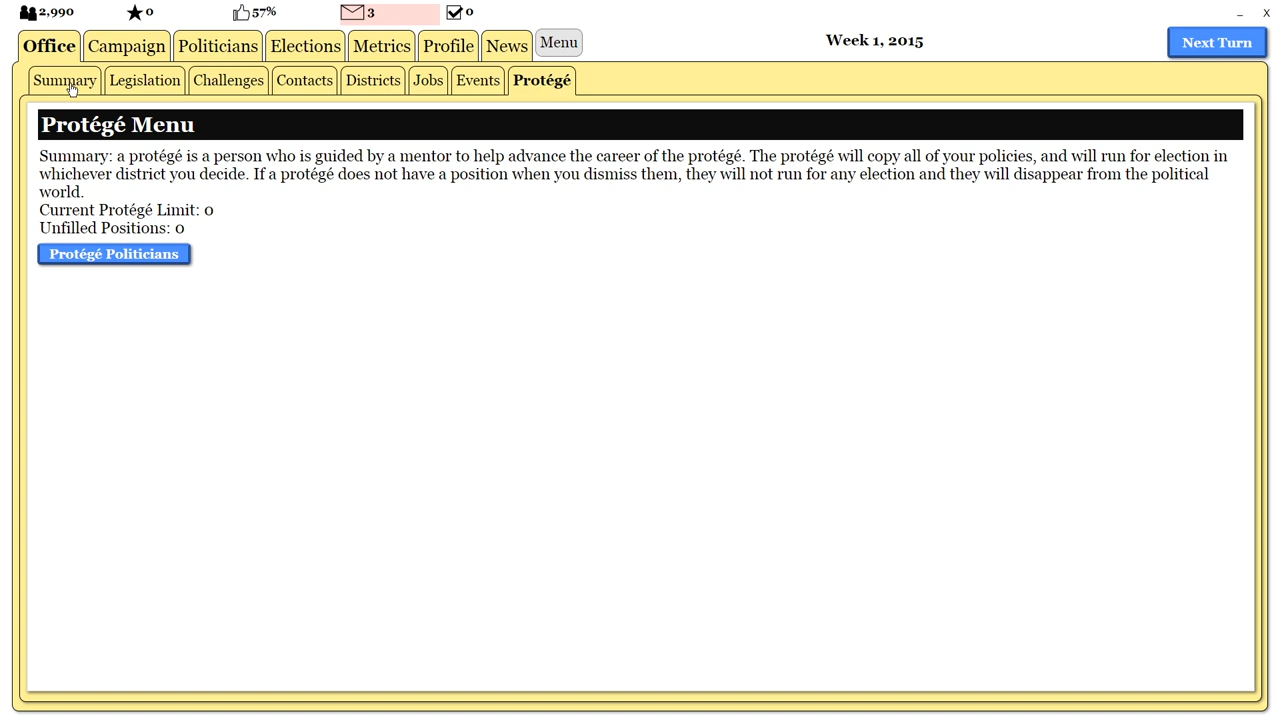 2,990 0 57% 3 0 _ X
Office Campaign Politicians Elections Metrics Profile News Menu Week 1, 2015 Next Turn
Summary Legislation Challenges Contacts Districts Jobs Events Protégé
Protégé Menu
Summary: a protégé is a person who is guided by a mentor to help advance the career of the protégé. The protégé will copy all of your policies, and will run for election in
whichever district you decide. If a protégé does not have a position when you dismiss them, they will not run for any election and they will disappear from the political
world.
Current Protégé Limit: 0
Unfilled Positions: 0
Protégé Politicians